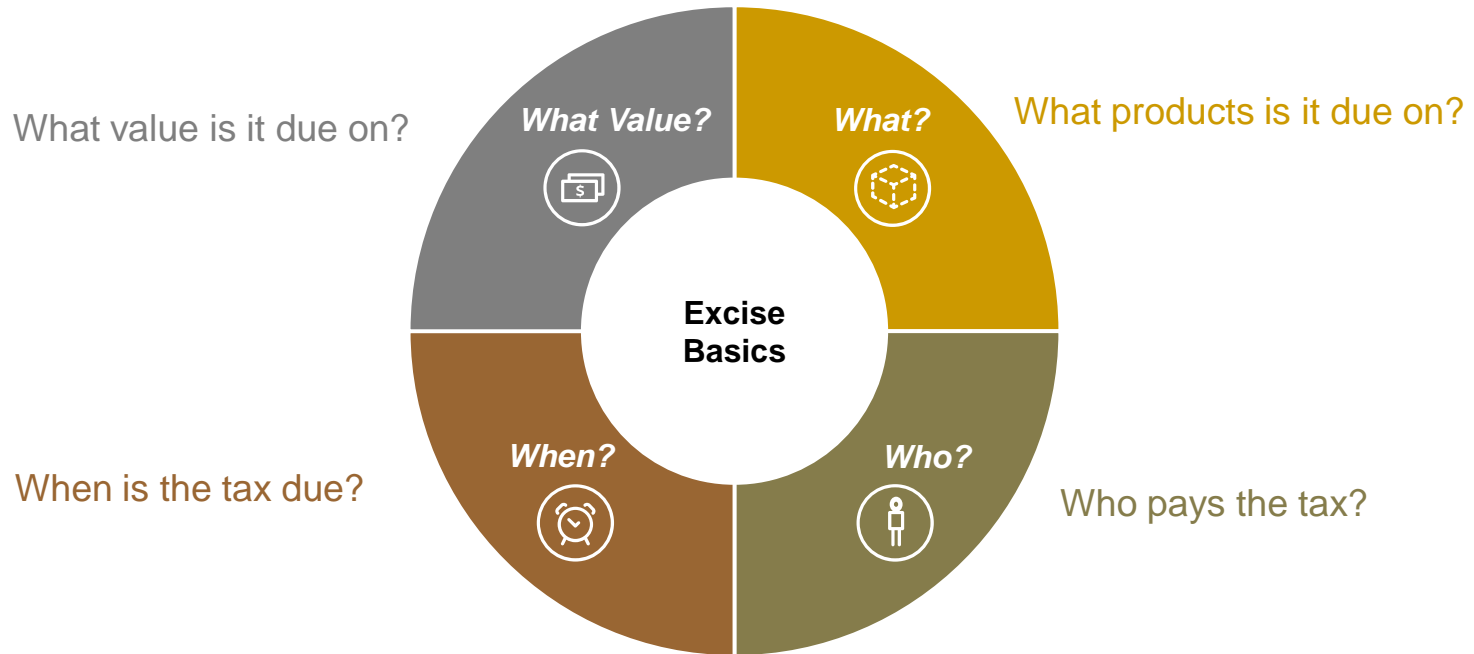 What value is it due on?
What Value?
$
What?
What products is it due on?
Excise
Basics
When is the tax due?
When?
Who?
Who pays the tax?